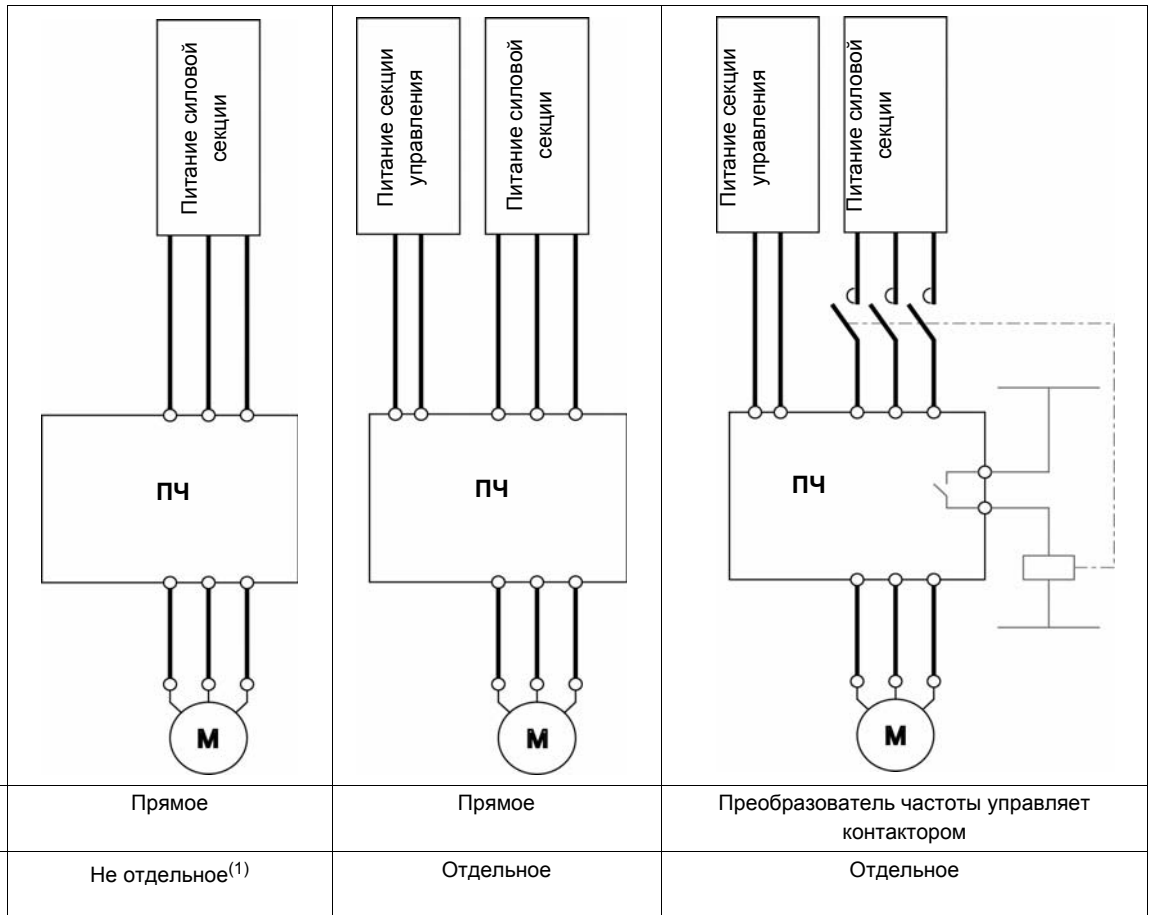 Питание силовой
секции
ПЧ
М
Питание секции
управления
Питание силовой
секции
ПЧ
М
Питание секции
управления
Питание силовой
секции
ПЧ
М
Прямое
Прямое
Преобразователь частоты управляет
контактором
Не отдельное(1)
Отдельное
Отдельное